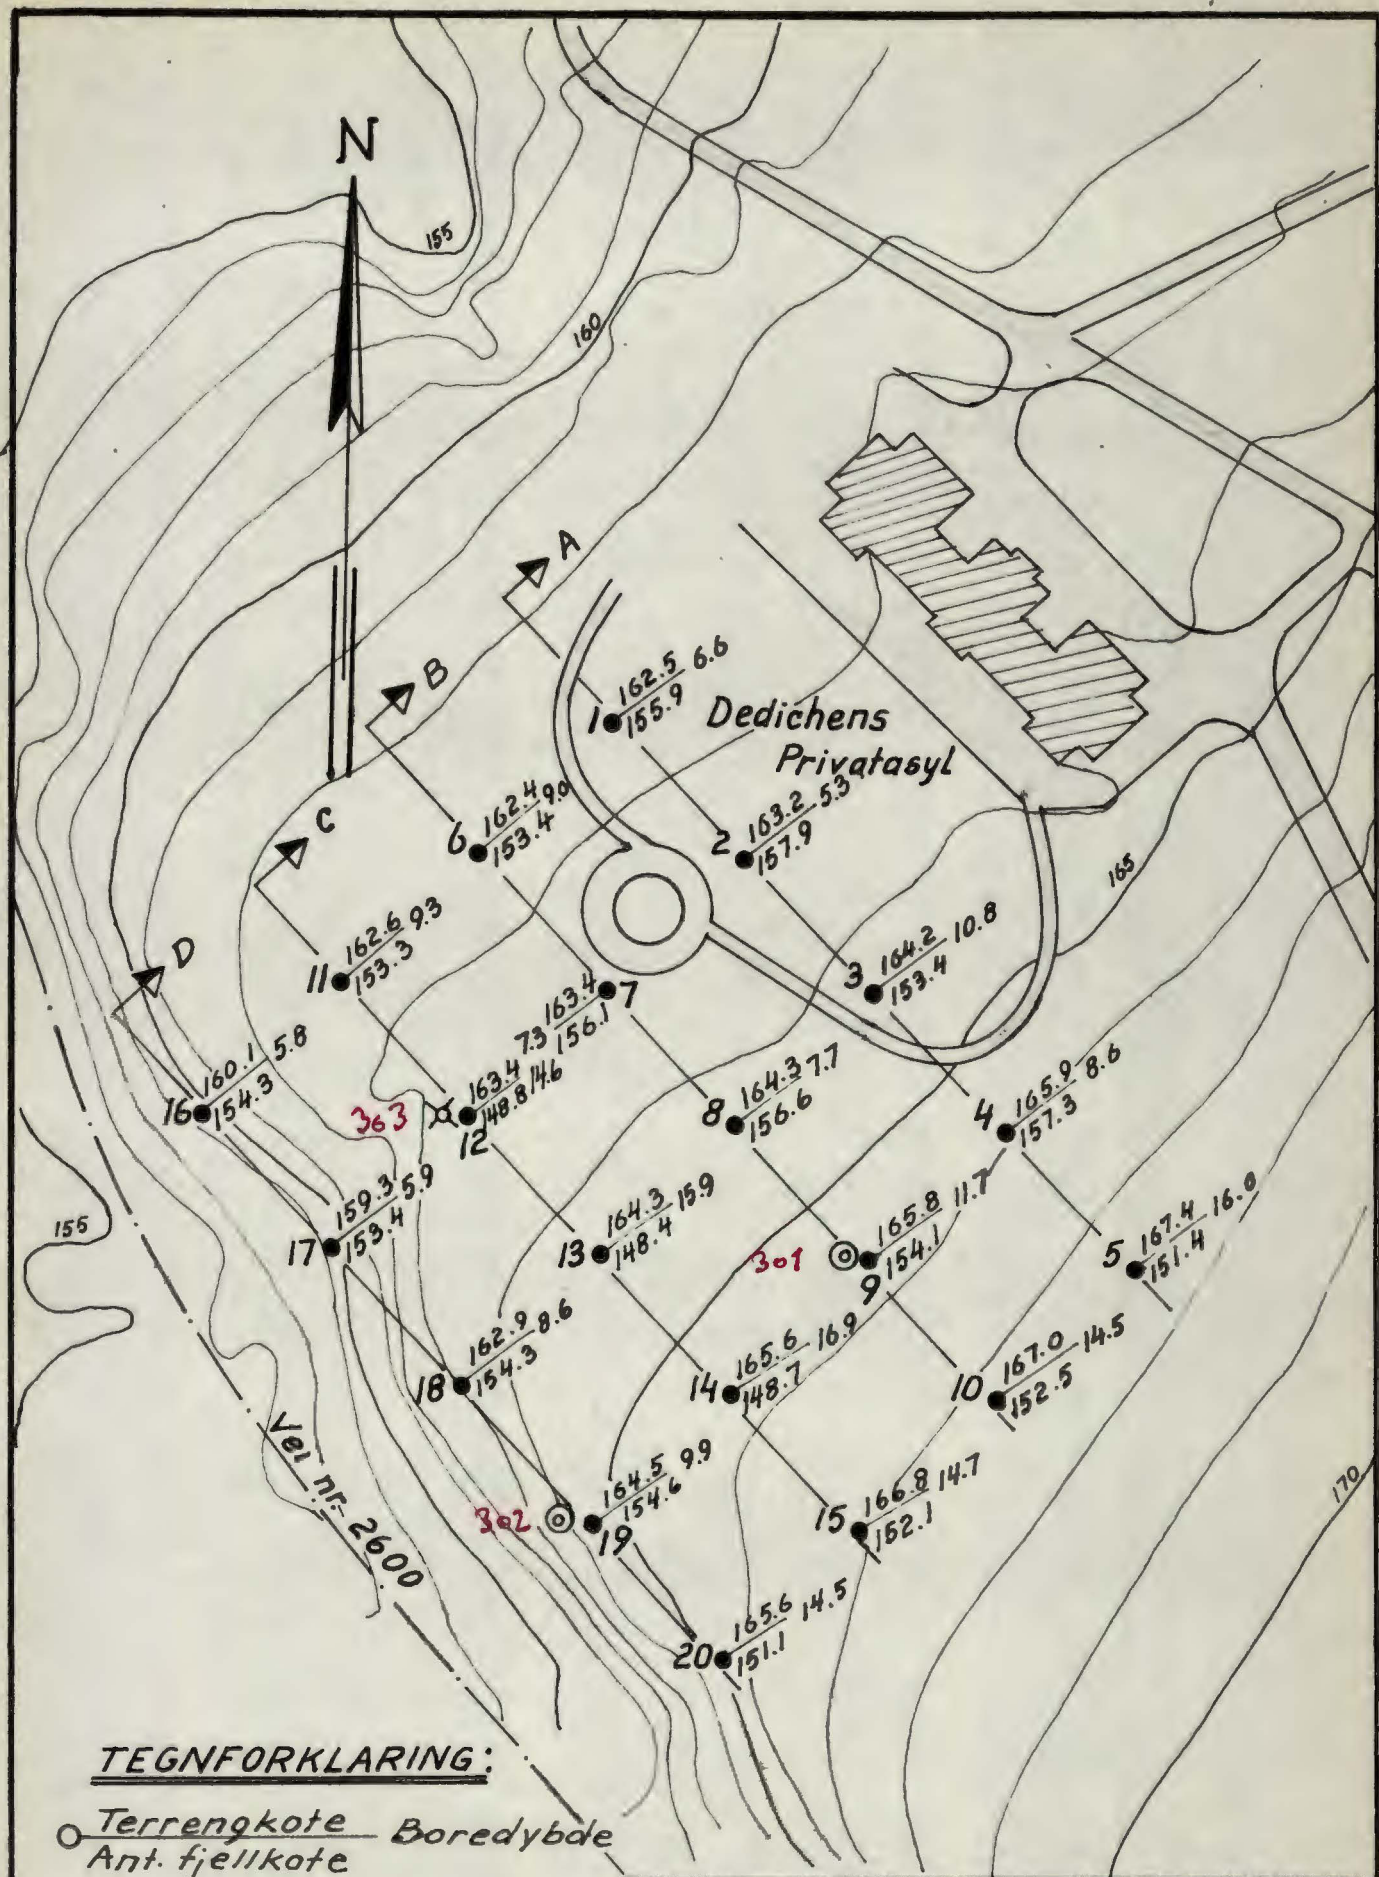 N
155
160
A
B
C
D
1 162.5 6.6
155.9
Dedichens
Privatasyl
6 162.4 9.0
153.4
2 163.2 5.3
157.9
165
11 162.6 9.3
153.3
3 164.2 10.8
153.4
7.3 163.4 7
156.1
16 160.1 5.8
154.3
303
163.4 14.6
148.8
12
8 164.3 7.7
156.6
4 165.9 8.6
157.3
155
17 159.3 5.9
153.4
13 164.3 15.9
148.4
301
165.8 11.7
154.1
9
5 167.4 16.0
151.4
18 162.9 8.6
154.3
14 165.6 16.9
148.7
10 167.0 14.5
152.5
Vei nr. 2600
302
164.5 9.9
154.6
19
15 166.8 14.7
152.1
170
20 165.6 14.5
151.1
TEGNFORKLARING:
Terrengkote Boredybde
Ant. fjellkote